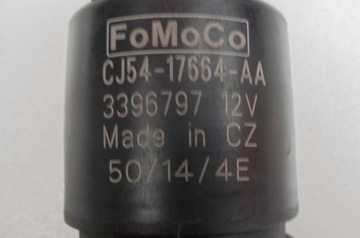 FoMoCo
CJ54-17664-AA
3396797 12V
Made in CZ
50/14/4E